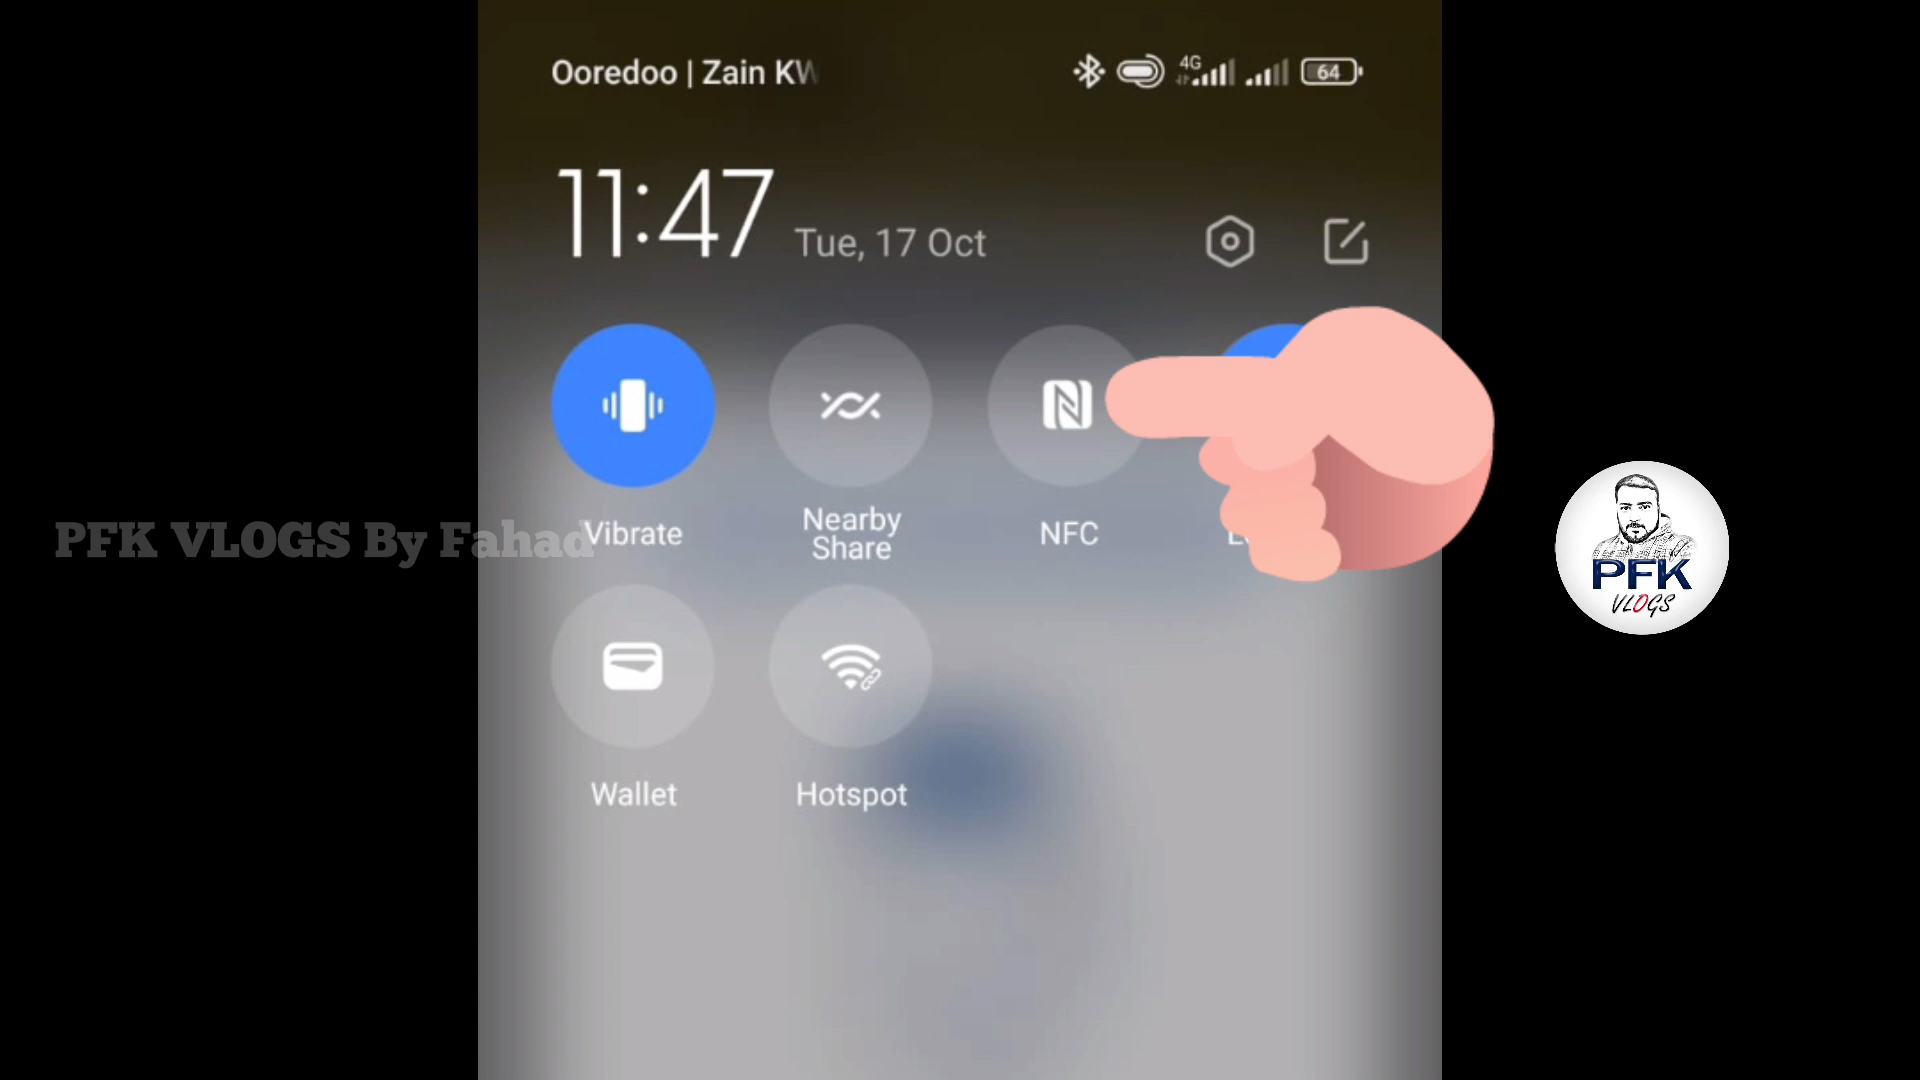 Ooredoo | Zain KW
4G
64
11:47
Tue, 17 Oct
PFK VLOGS By Fahad
Vibrate
Nearby
Share
NFC
PFK
VLOGS
Wallet
Hotspot